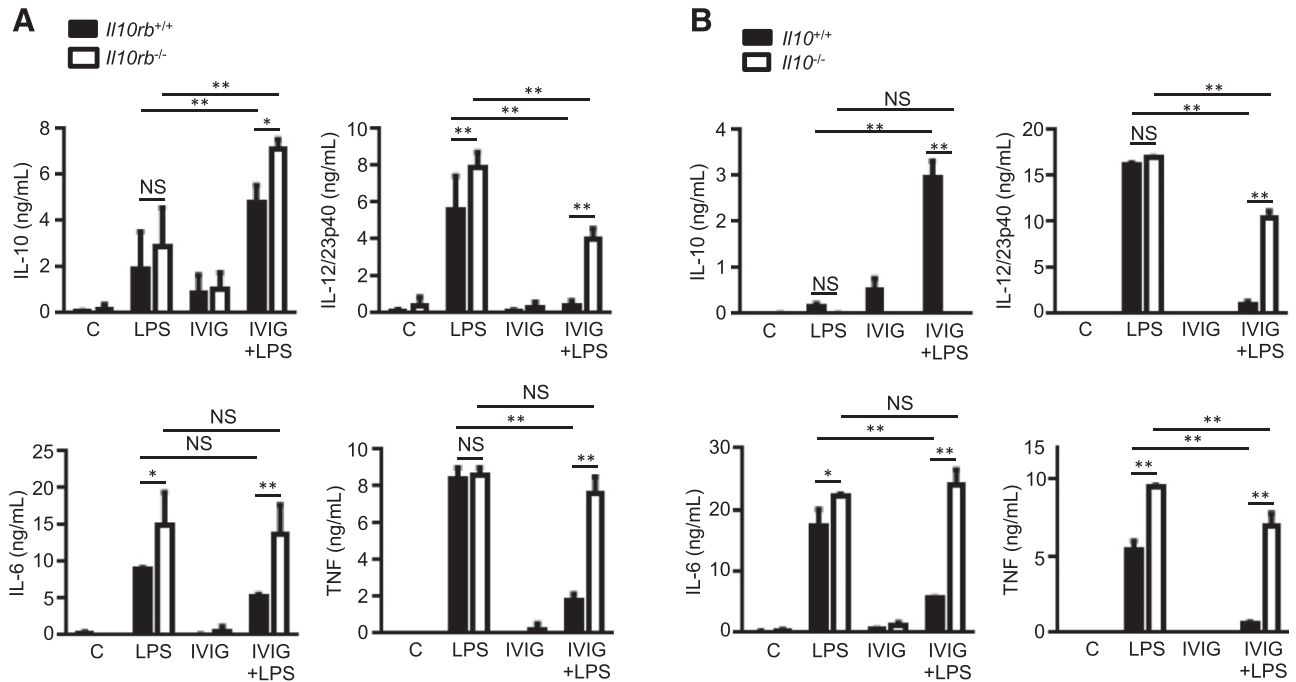 A
Il10rb+/+
Il10rb-/-
** **
* NS
IL-10 (ng/mL)
8
6
4
2
0
C LPS IVIG IVIG
+LPS
** **
** **
IL-12/23p40 (ng/mL)
10
8
6
4
2
0
C LPS IVIG IVIG
+LPS
NS
NS
* **
IL-6 (ng/mL)
25
20
15
10
5
0
C LPS IVIG IVIG
+LPS
NS
**
NS **
TNF (ng/mL)
10
8
6
4
2
0
C LPS IVIG IVIG
+LPS
B
Il10+/+
Il10-/-
NS
**
**
NS
IL-10 (ng/mL)
4
3
2
1
0
C LPS IVIG IVIG
+LPS
**
**
NS
**
IL-12/23p40 (ng/mL)
20
15
10
5
0
C LPS IVIG IVIG
+LPS
NS
**
* **
IL-6 (ng/mL)
30
20
10
0
C LPS IVIG IVIG
+LPS
**
**
** **
TNF (ng/mL)
15
10
5
0
C LPS IVIG IVIG
+LPS